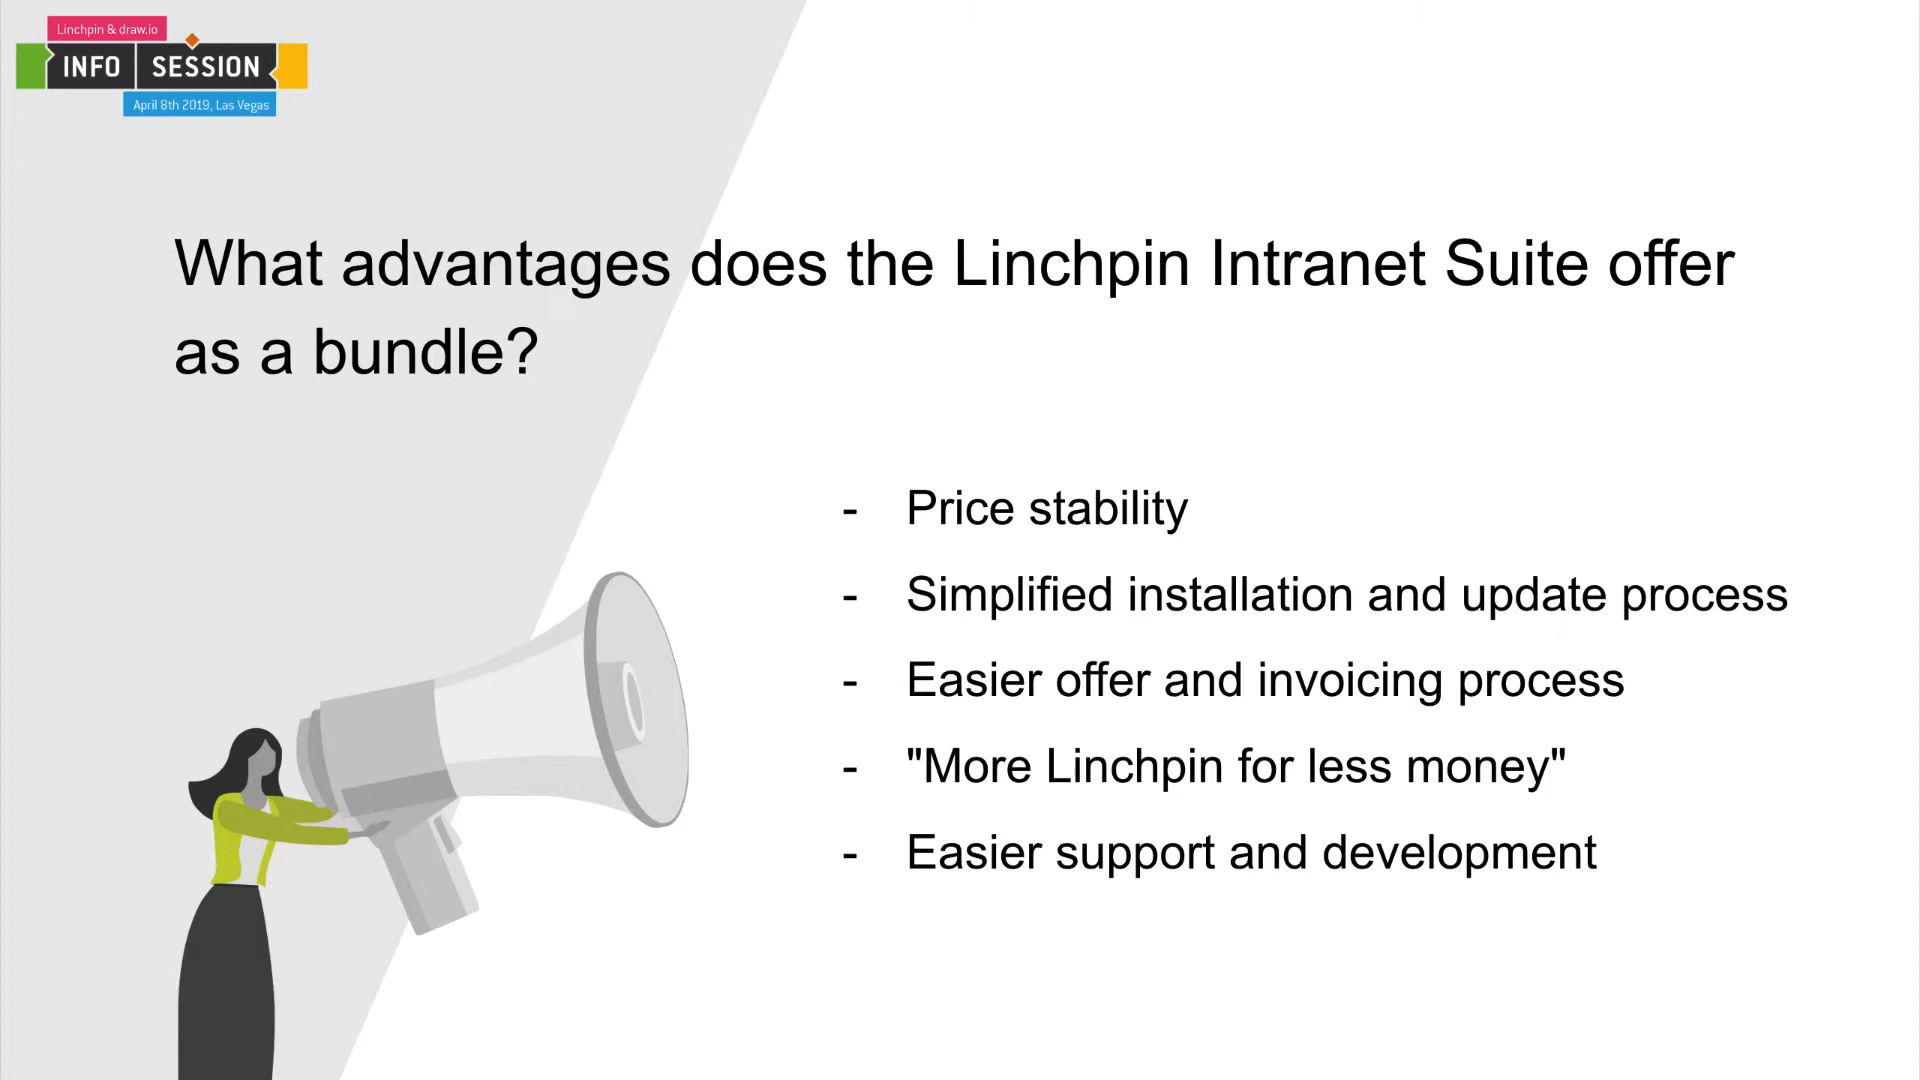 Linchpin & draw.io
INFO SESSION
April 8th 2019, Las Vegas
What advantages does the Linchpin Intranet Suite offer
as a bundle?
- Price stability
- Simplified installation and update process
- Easier offer and invoicing process
- "More Linchpin for less money"
- Easier support and development